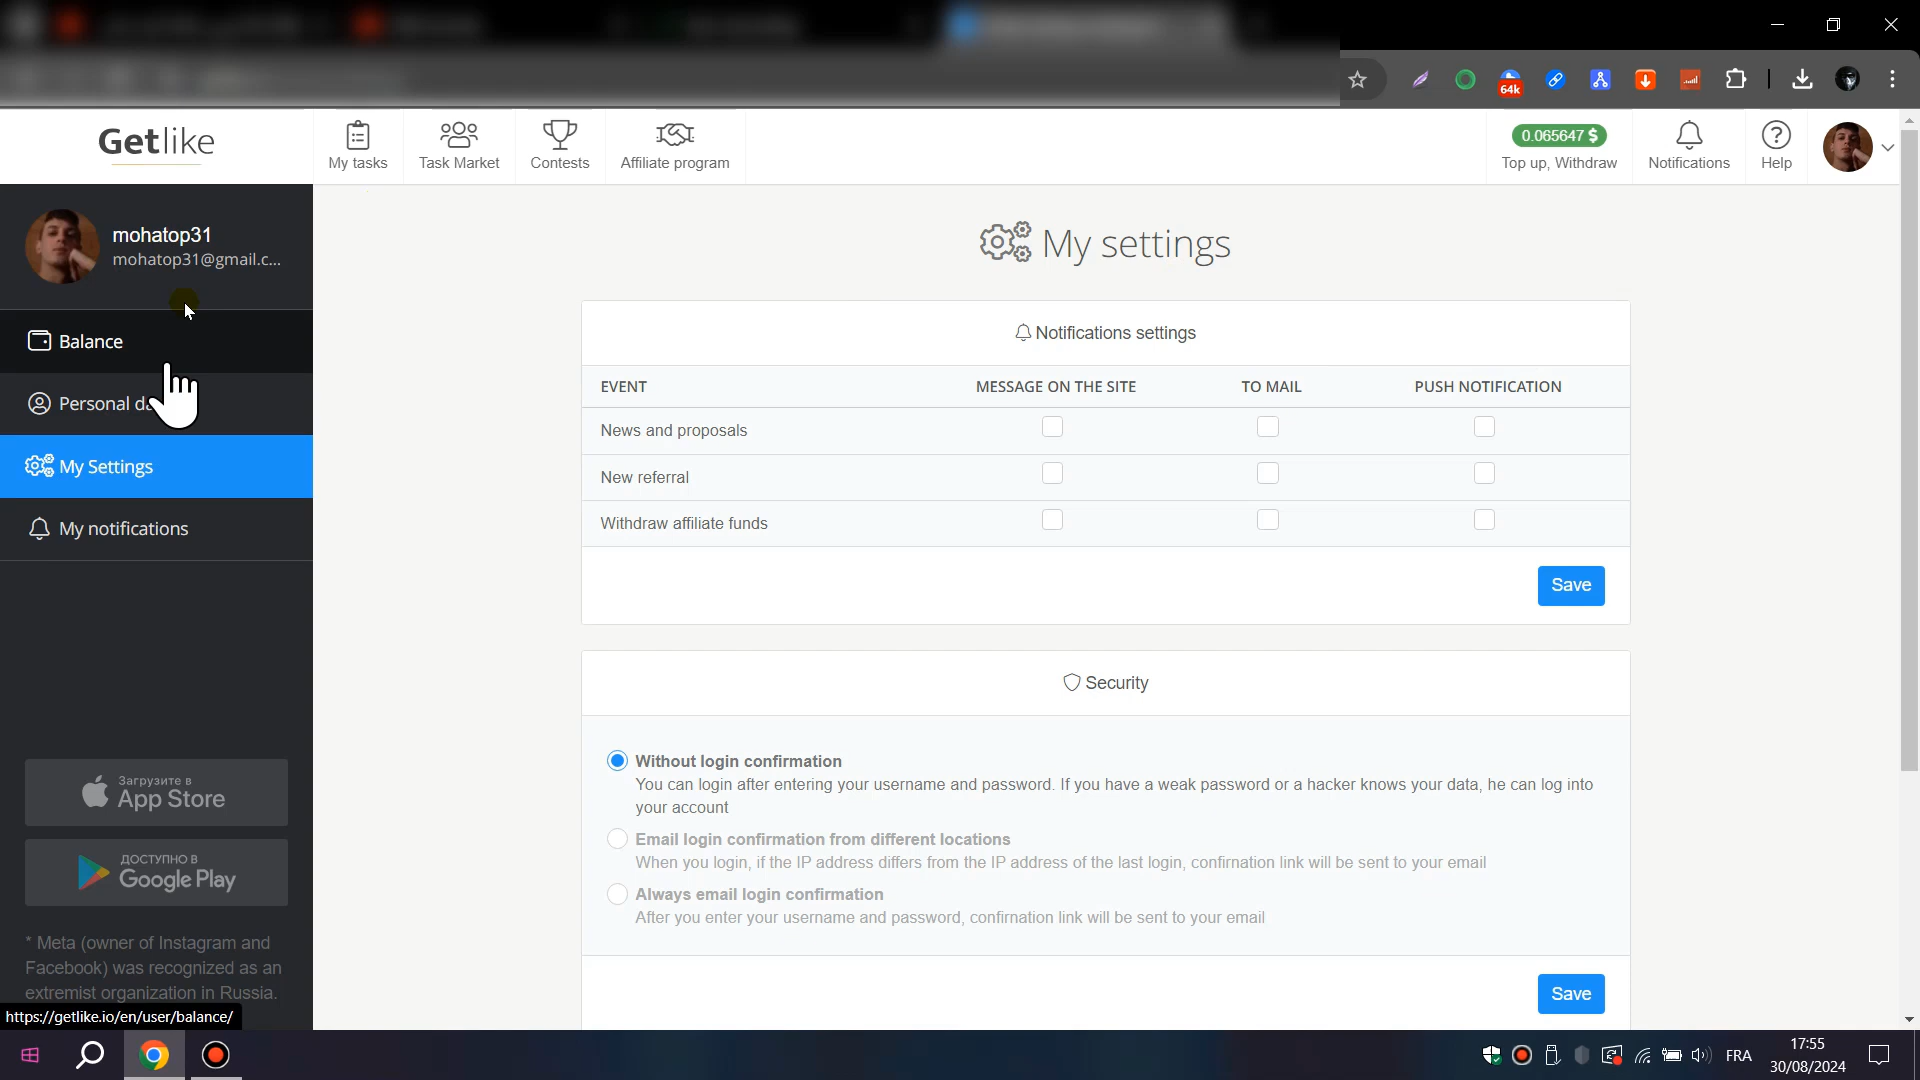 64k
Getlike
My tasks
Task Market
Contests
Affiliate program
0.065647 $
Top up, Withdraw
Notifications
Help
mohatop31
mohatop31@gmail.c...
Balance
Personal da
My Settings
My notifications
My settings
Notifications settings
EVENT MESSAGE ON THE SITE TO MAIL PUSH NOTIFICATION
News and proposals
New referral
Withdraw affiliate funds
Save
Security
Without login confirmation
You can login after entering your username and password. If you have a weak password or a hacker knows your data, he can log into
your account
Email login confirmation from different locations
When you login, if the IP address differs from the IP address of the last login, confirnation link will be sent to your email
Always email login confirmation
After you enter your username and password, confirnation link will be sent to your email
Save
Загрузите в
App Store
ДОСТУПНО В
Google Play
* Meta (owner of Instagram and
Facebook) was recognized as an
extremist organization in Russia.
https://getlike.io/en/user/balance/
FRA
17:55
30/08/2024